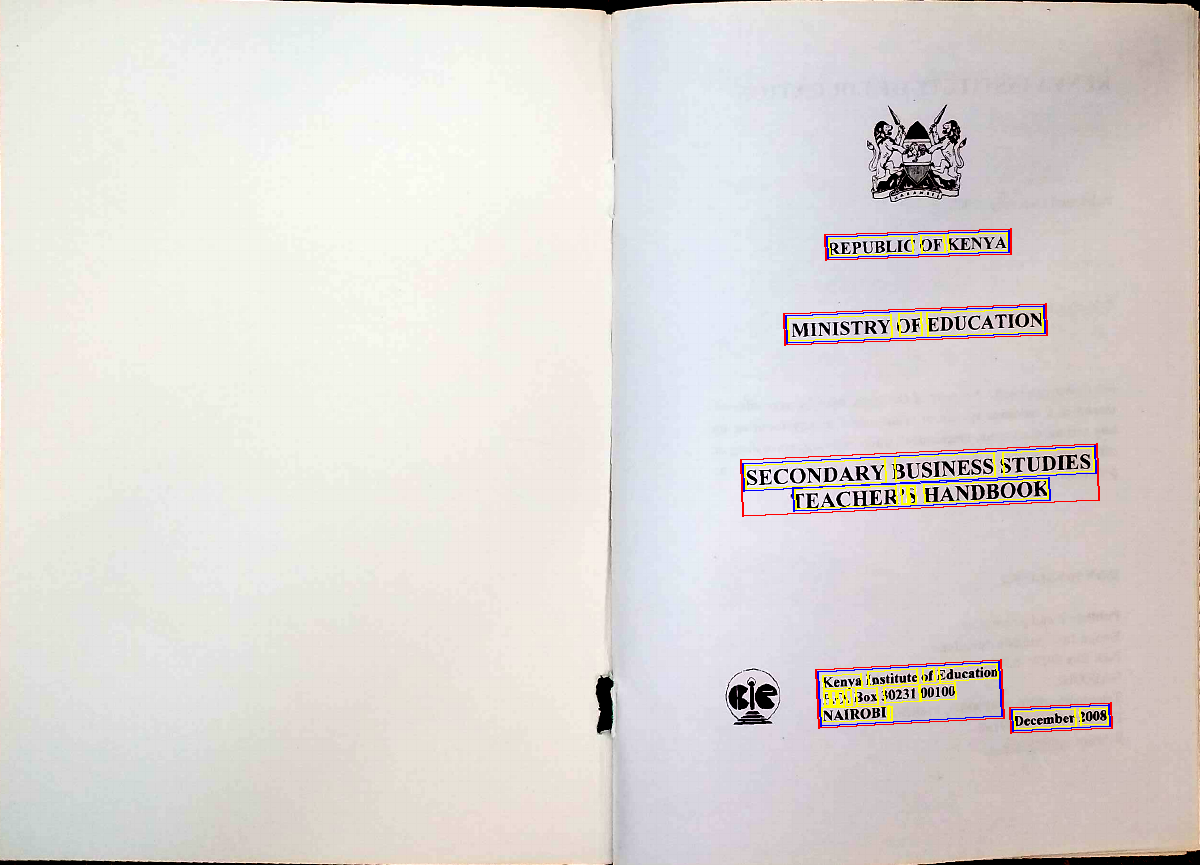 HARAMBEE
REPUBLIC OF KENYA
MINISTRY OF EDUCATION
SECONDARY BUSINESS STUDIES
TEACHER'S HANDBOOK
Kenya Institute of Education
P.O. Box 30231 00100
NAIROBI
December 2008